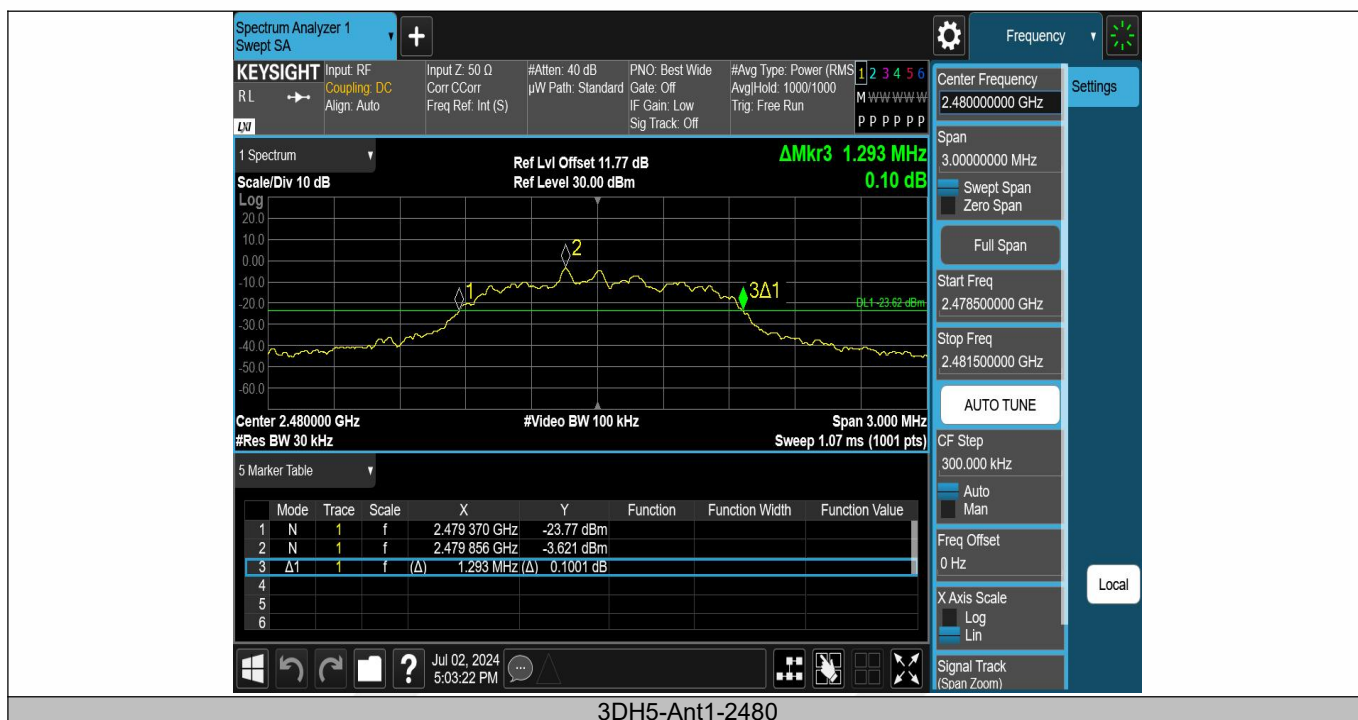 Spectrum Analyzer 1
Swept SA
+
Frequency
KEYSIGHT
RL
LXI
Input: RF
Coupling: DC
Align: Auto
Input Z: 50 Ω
Corr CCorr
Freq Ref: Int (S)
#Atten: 40 dB
µW Path: Standard
PNO: Best Wide
Gate: Off
IF Gain: Low
Sig Track: Off
#Avg Type: Power (RMS
Avg|Hold: 1000/1000
Trig: Free Run
1 2 3 4 5 6
M W W W W W
P P P P P P
1 Spectrum
Scale/Div 10 dB
Ref Lvl Offset 11.77 dB
Ref Level 30.00 dBm
ΔMkr3 1.293 MHz
0.10 dB
Log
20.0
10.0
0.00
-10.0
-20.0
-30.0
-40.0
-50.0
-60.0
1
2
3Δ1
DL1 -23.62 dBm
Center 2.480000 GHz
#Video BW 100 kHz
Span 3.000 MHz
#Res BW 30 kHz
Sweep 1.07 ms (1001 pts)
5 Marker Table
Mode Trace Scale X Y Function Function Width Function Value
1 N 1 f 2.479 370 GHz -23.77 dBm
2 N 1 f 2.479 856 GHz -3.621 dBm
3 Δ1 1 f (Δ) 1.293 MHz (Δ) 0.1001 dB
4
5
6
?
Jul 02, 2024
5:03:22 PM
Center Frequency
2.480000000 GHz
Settings
Span
3.00000000 MHz
Swept Span
Zero Span
Full Span
Start Freq
2.478500000 GHz
Stop Freq
2.481500000 GHz
AUTO TUNE
CF Step
300.000 kHz
Auto
Man
Freq Offset
0 Hz
X Axis Scale
Log
Lin
Local
Signal Track
(Span Zoom)
3DH5-Ant1-2480